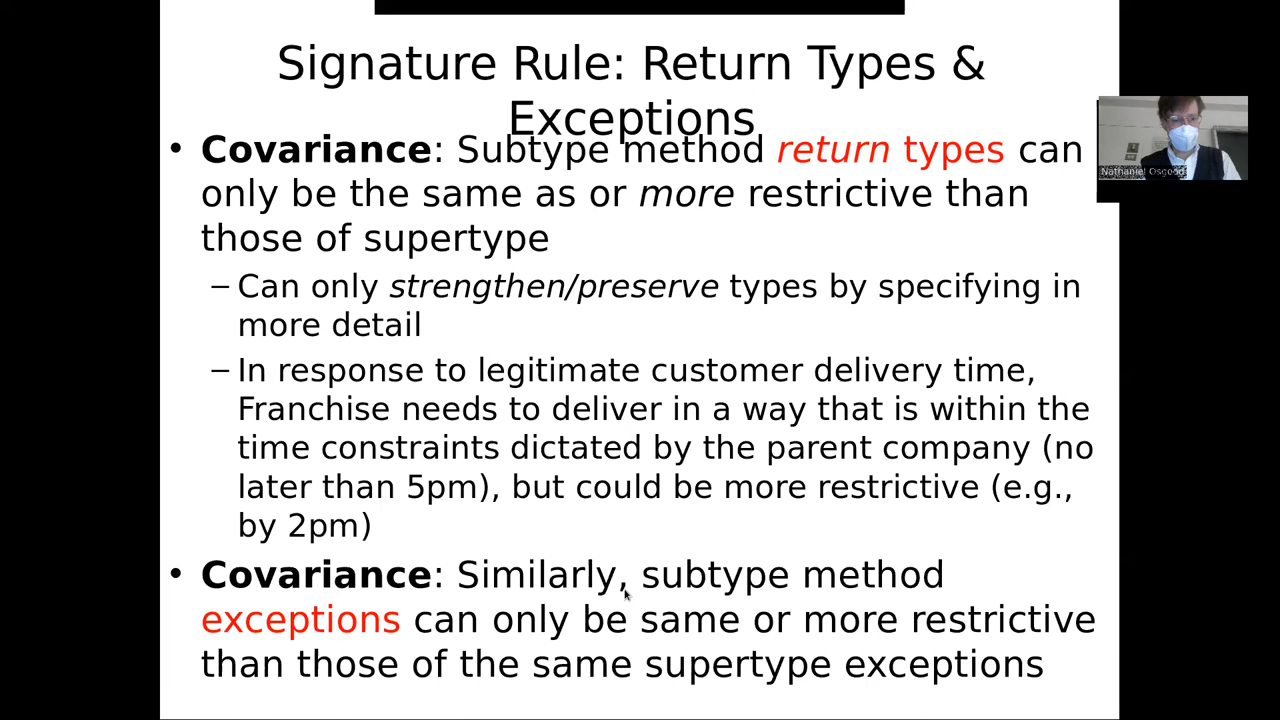 Signature Rule: Return Types &
Exceptions
• Covariance: Subtype method return types can
only be the same as or more restrictive than
those of supertype
– Can only strengthen/preserve types by specifying in
more detail
– In response to legitimate customer delivery time,
Franchise needs to deliver in a way that is within the
time constraints dictated by the parent company (no
later than 5pm), but could be more restrictive (e.g.,
by 2pm)
• Covariance: Similarly, subtype method
exceptions can only be same or more restrictive
than those of the same supertype exceptions
Nathaniel Osgood